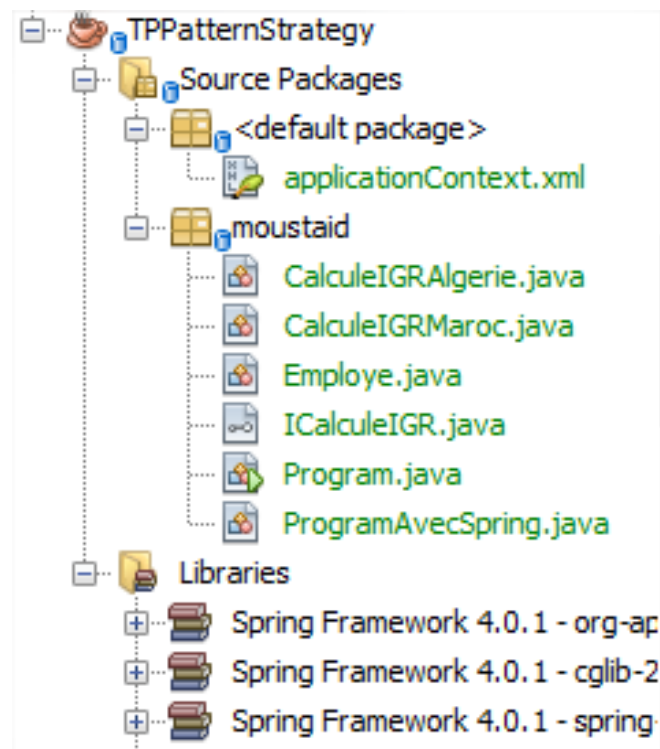 TPPatternStrategy
Source Packages
<default package>
applicationContext.xml
moustaid
CalculeIGRAlgerie.java
CalculeIGRMaroc.java
Employe.java
ICalculeIGR.java
Program.java
ProgramAvecSpring.java
Libraries
Spring Framework 4.0.1 - org-ap
Spring Framework 4.0.1 - cglib-2
Spring Framework 4.0.1 - spring-